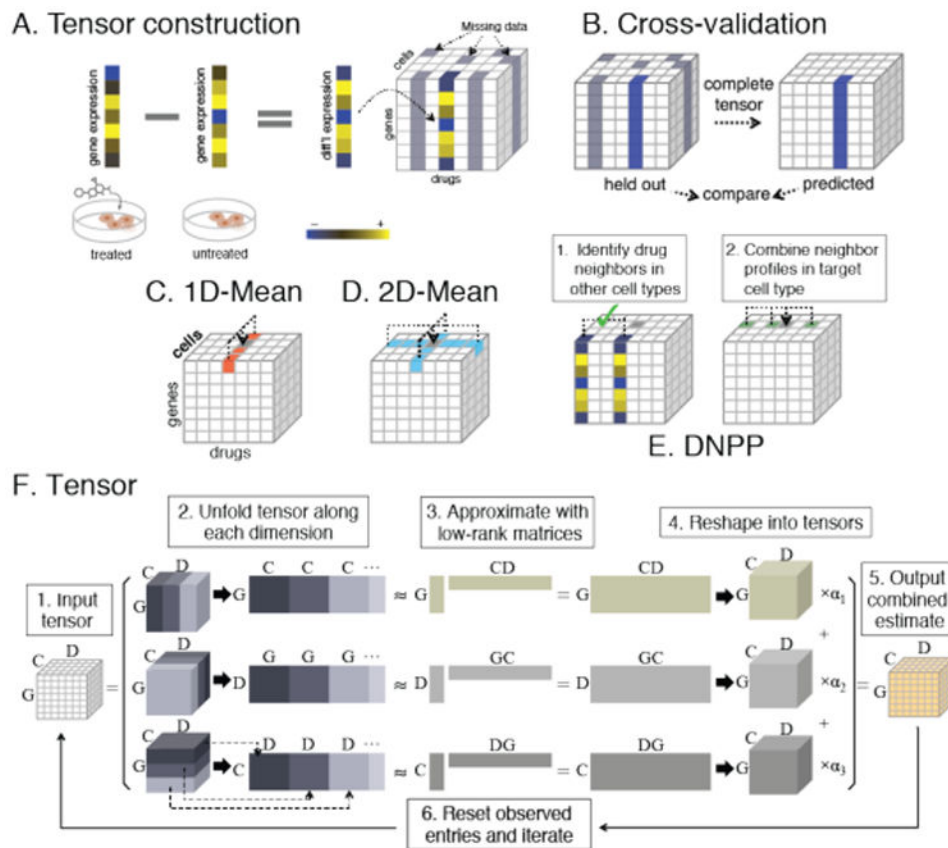 A. Tensor construction
gene expression
gene expression
diff'l expression
treated
untreated
− +
Missing data
cells
genes
drugs
B. Cross-validation
complete
tensor
held out
predicted
compare
C. 1D-Mean
cells
genes
drugs
D. 2D-Mean
1. Identify drug
neighbors in
other cell types
2. Combine neighbor
profiles in target
cell type
E. DNPP
F. Tensor
1. Input
tensor
C D
G
=
2. Unfold tensor along
each dimension
3. Approximate with
low-rank matrices
4. Reshape into tensors
5. Output
combined
estimate
C D
G
C C C ...
G
≈ G
CD
= G
CD
C D
G
×α₁
+
C D
G
G G G ...
D
≈ D
GC
= D
GC
C D
G
×α₂
+
C D
G
D D D ...
C
≈ C
DG
= C
DG
C D
G
×α₃
=
C D
G
6. Reset observed
entries and iterate